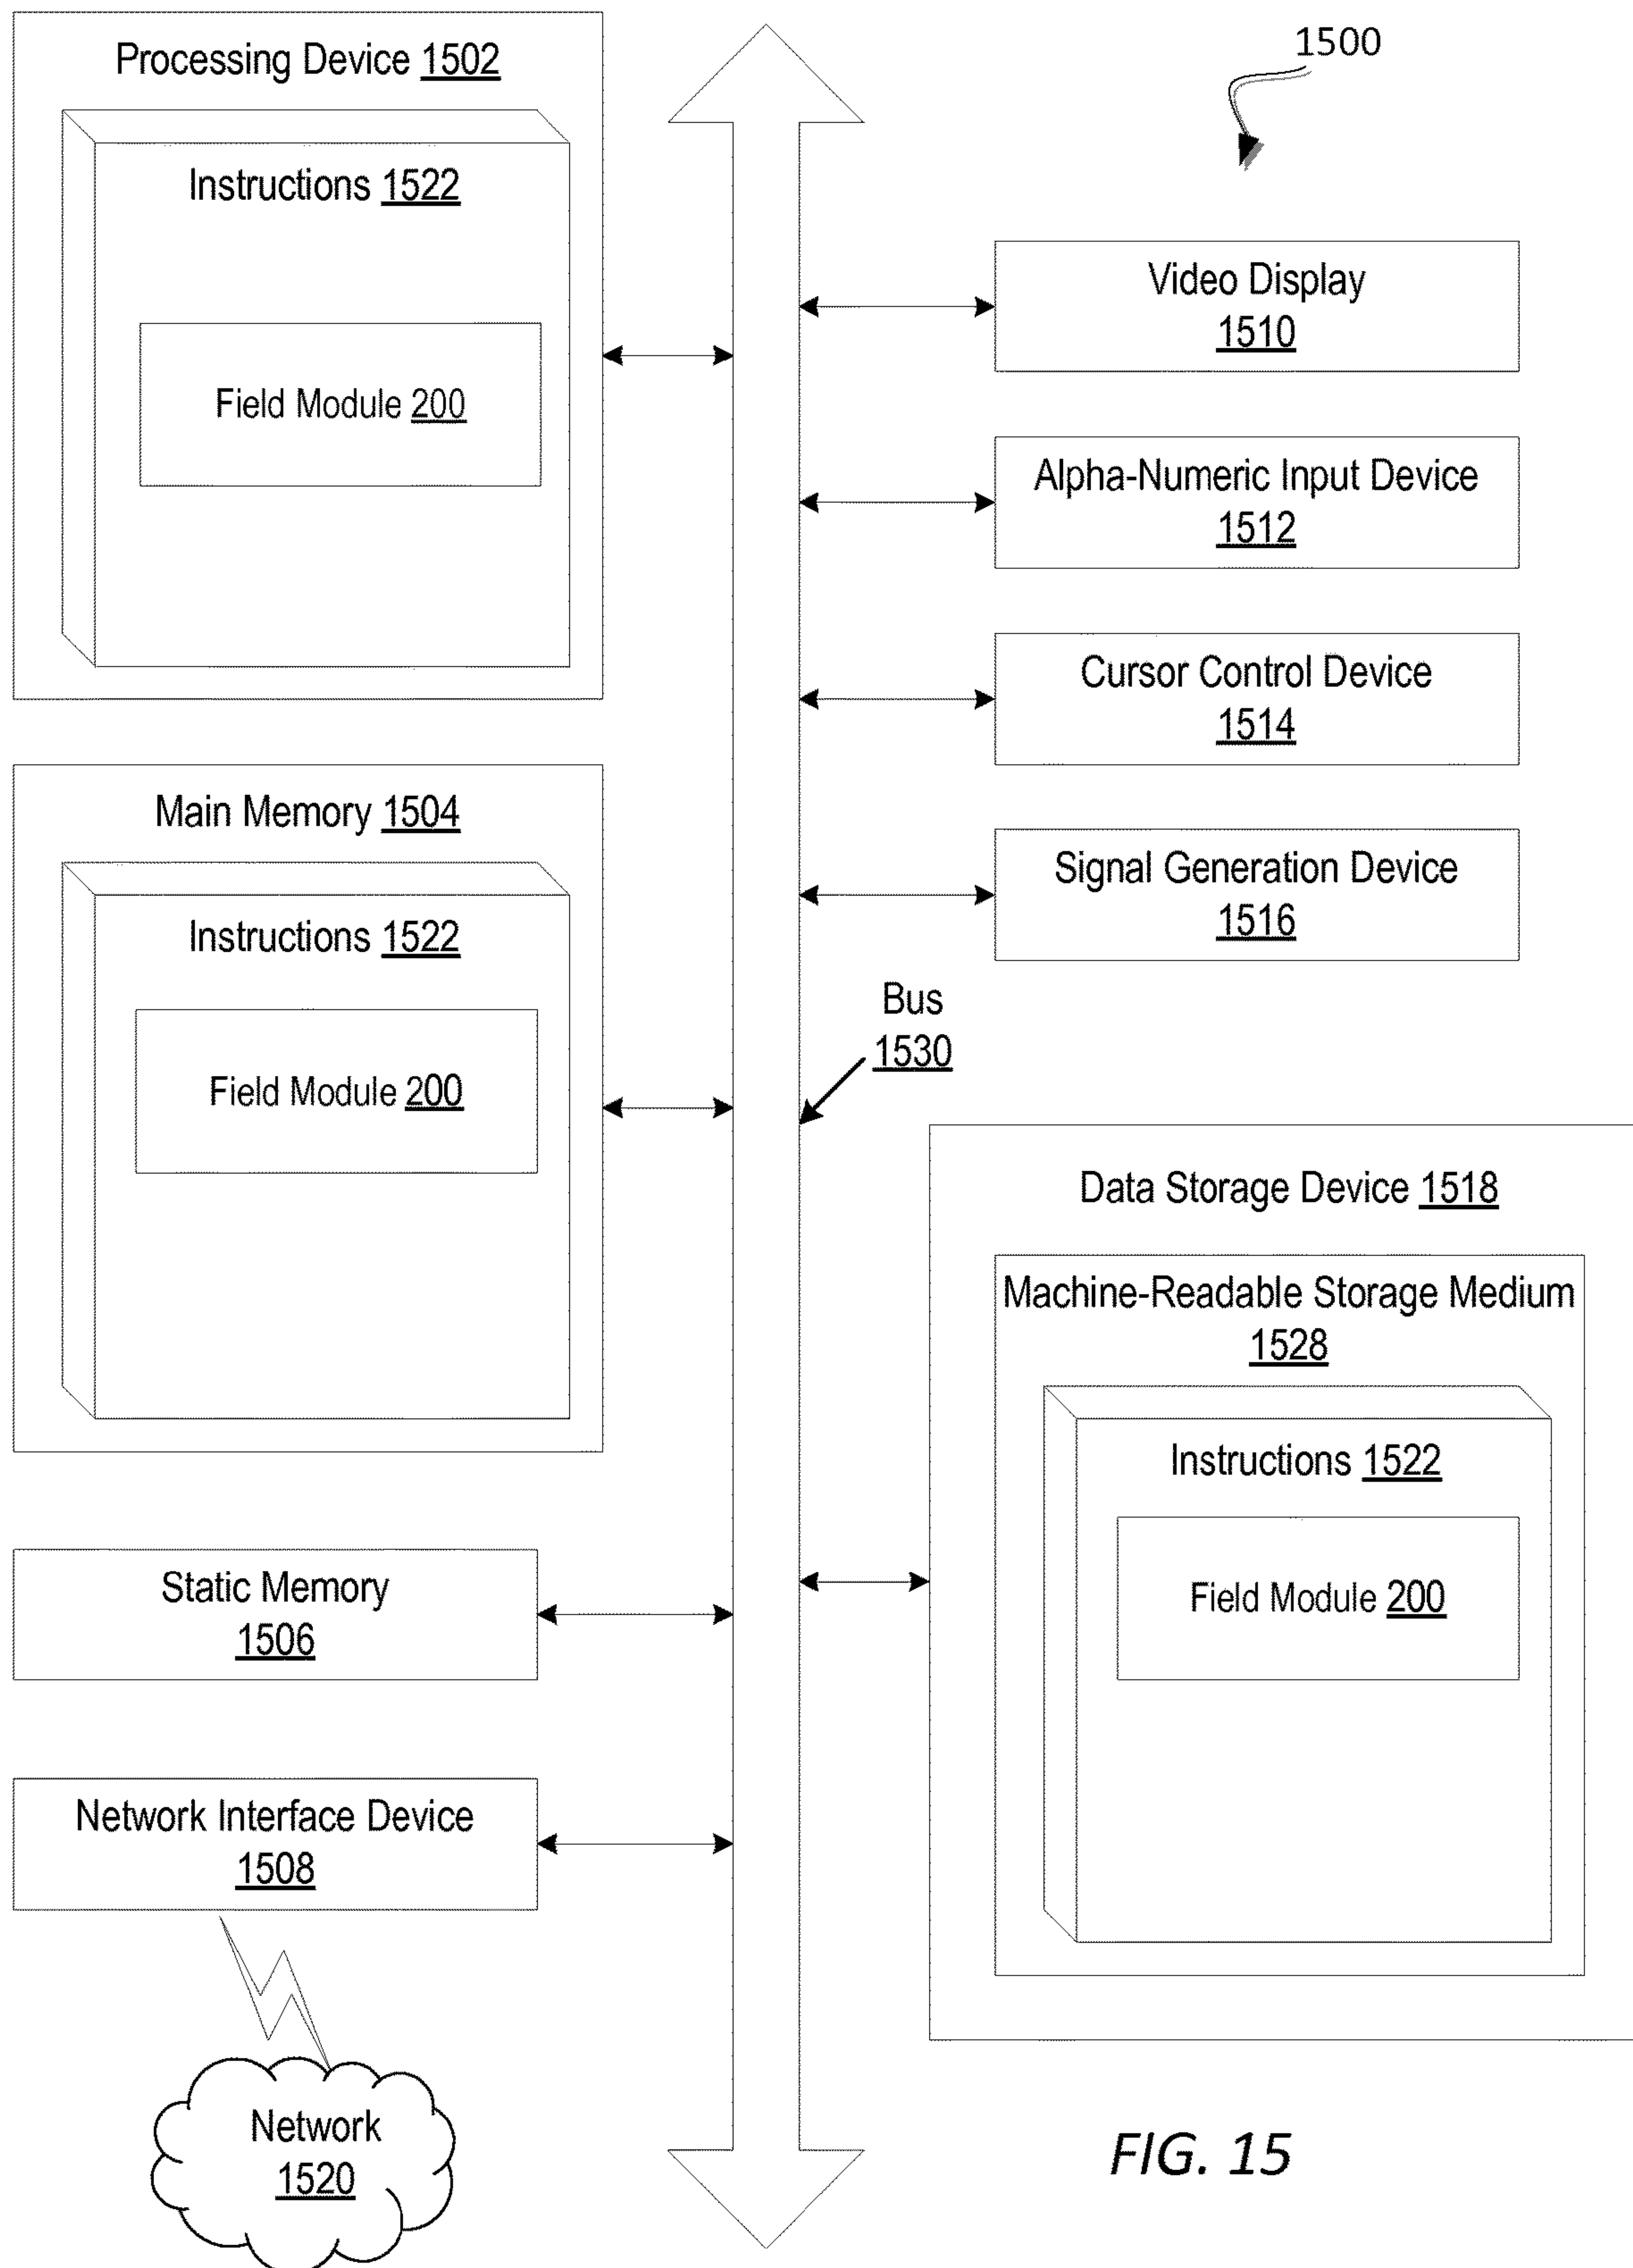 Processing Device 1502
Instructions 1522
Field Module 200
Main Memory 1504
Instructions 1522
Field Module 200
Static Memory
1506
Network Interface Device
1508
Network
1520
1500
Video Display
1510
Alpha-Numeric Input Device
1512
Cursor Control Device
1514
Signal Generation Device
1516
Bus
1530
Data Storage Device 1518
Machine-Readable Storage Medium
1528
Instructions 1522
Field Module 200
FIG. 15